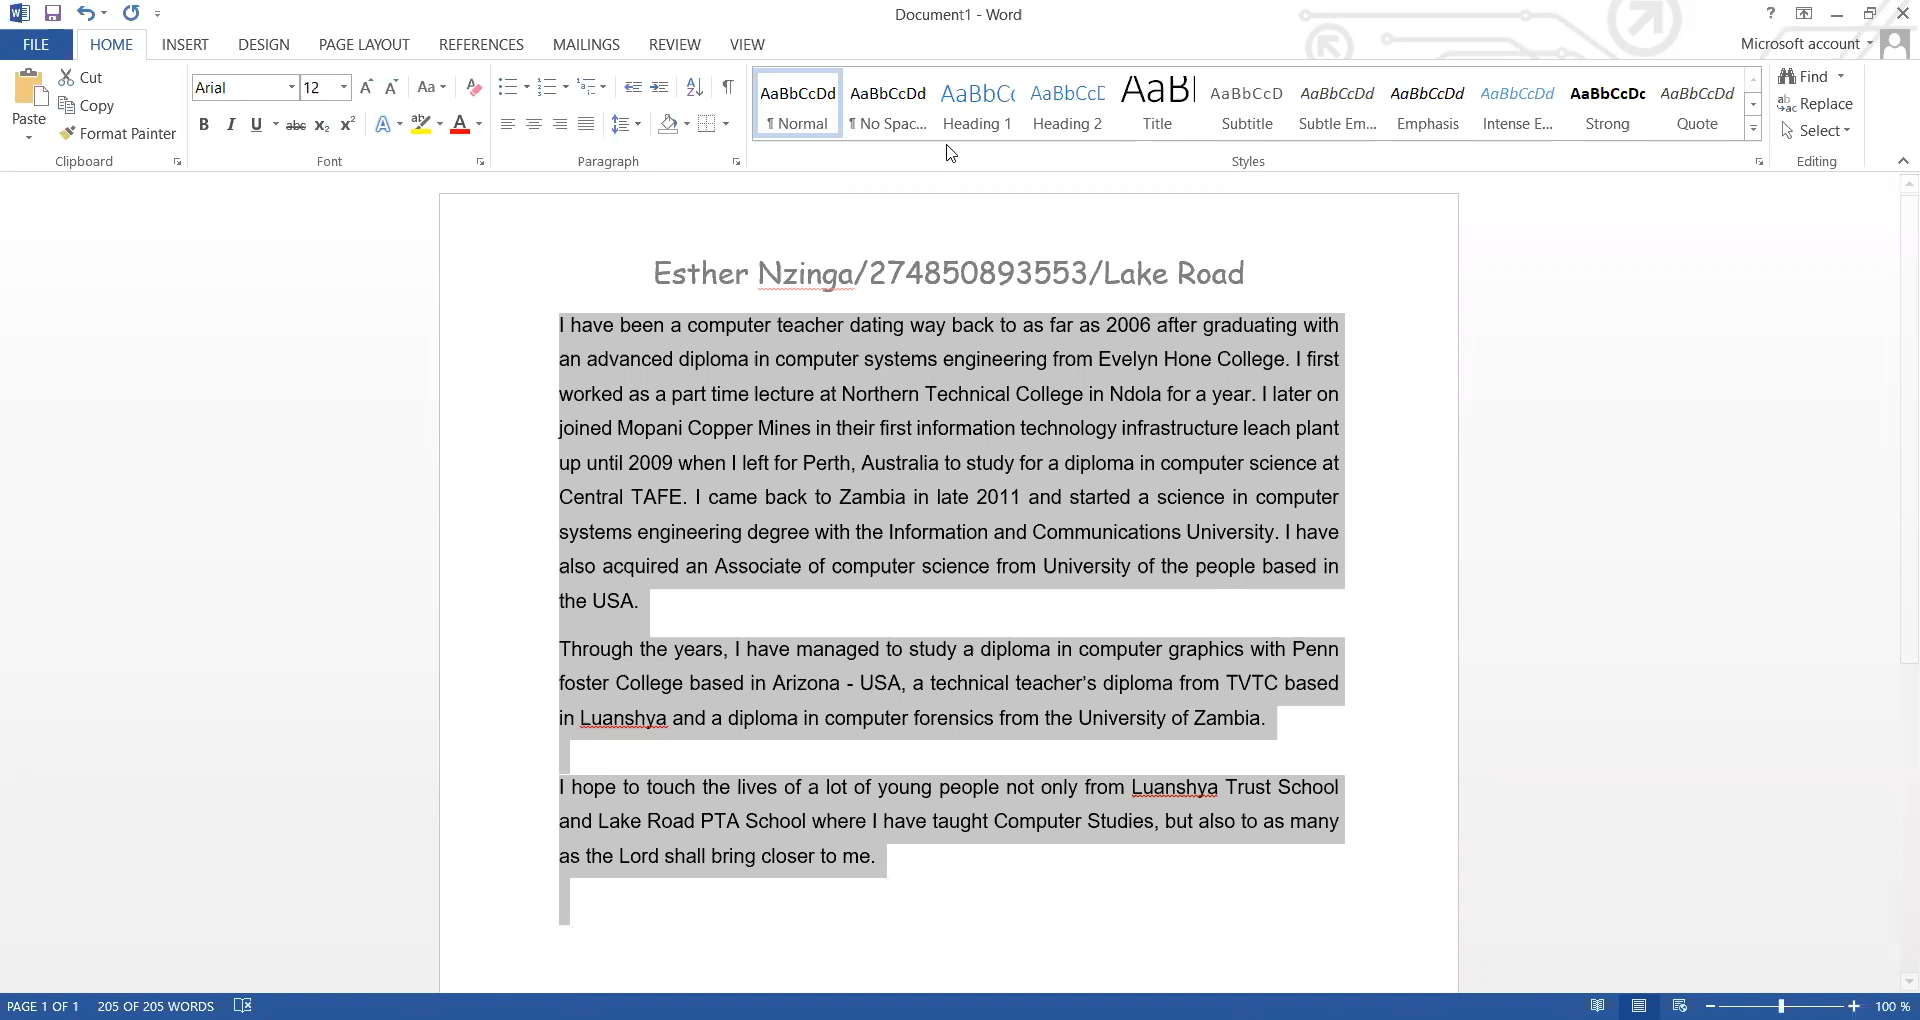 Document1 - Word
?
FILE HOME INSERT DESIGN PAGE LAYOUT REFERENCES MAILINGS REVIEW VIEW
Microsoft account
Paste
Cut
Copy
Format Painter
Clipboard
Arial 12
Aa
B I U abc X2 X2
A ab A
Font
A Z ¶
Paragraph
AaBbCcDd AaBbCcDd AaBbC( AaBbCcD AaB AaBbCcD AaBbCcDd AaBbCcDd AaBbCcDd AaBbCcDc AaBbCcDd
¶ Normal ¶ No Spac... Heading 1 Heading 2 Title Subtitle Subtle Em... Emphasis Intense E... Strong Quote
Styles
Find
Replace
Select
Editing
Esther Nzinga/274850893553/Lake Road
I have been a computer teacher dating way back to as far as 2006 after graduating with
an advanced diploma in computer systems engineering from Evelyn Hone College. I first
worked as a part time lecture at Northern Technical College in Ndola for a year. I later on
joined Mopani Copper Mines in their first information technology infrastructure leach plant
up until 2009 when I left for Perth, Australia to study for a diploma in computer science at
Central TAFE. I came back to Zambia in late 2011 and started a science in computer
systems engineering degree with the Information and Communications University. I have
also acquired an Associate of computer science from University of the people based in
the USA.
Through the years, I have managed to study a diploma in computer graphics with Penn
foster College based in Arizona - USA, a technical teacher’s diploma from TVTC based
in Luanshya and a diploma in computer forensics from the University of Zambia.
I hope to touch the lives of a lot of young people not only from Luanshya Trust School
and Lake Road PTA School where I have taught Computer Studies, but also to as many
as the Lord shall bring closer to me.
PAGE 1 OF 1 205 OF 205 WORDS
100 %